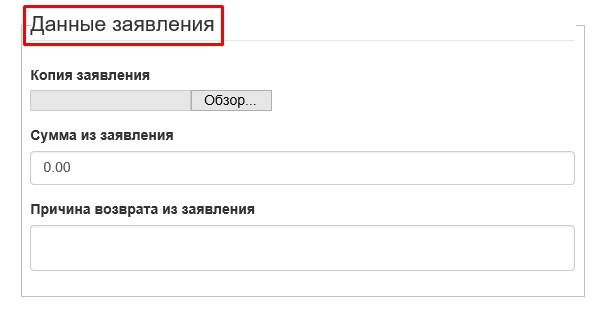 Данные заявления
Копия заявления
Обзор...
Сумма из заявления
0.00
Причина возврата из заявления